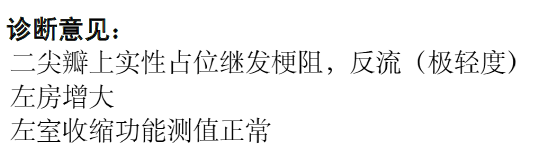 诊断意见：
二尖瓣上实性占位继发梗阻，反流（极轻度）
左房增大
左室收缩功能测值正常